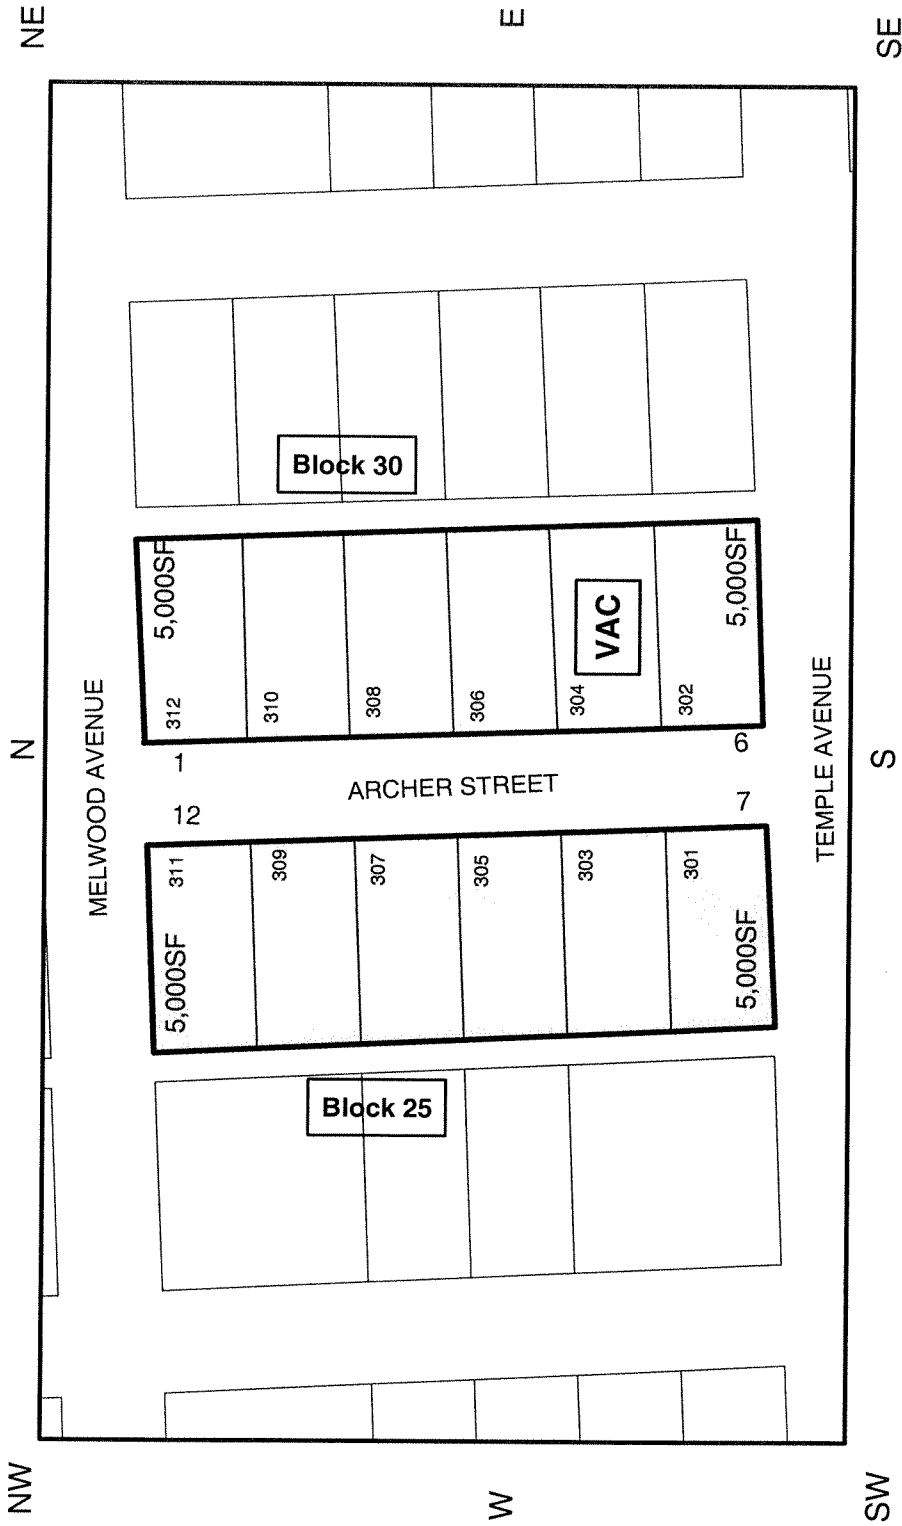 NE
E
SE
Block 30
5,000SF
5,000SF
VAC
312
310
308
306
304
302
MELWOOD AVENUE
N
1
6
ARCHER STREET
TEMPLE AVENUE
S
12
7
311
309
307
305
303
301
5,000SF
5,000SF
Block 25
NW
W
SW